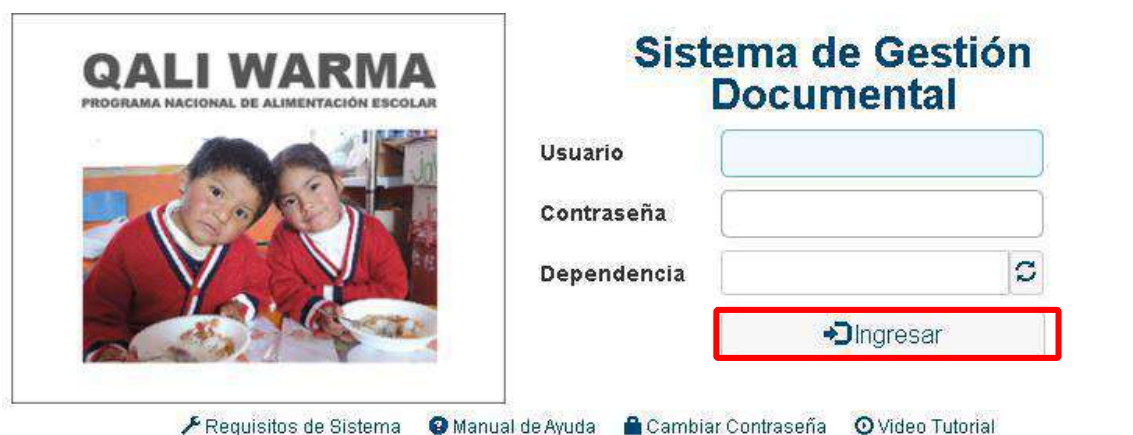 QALI WARMA
PROGRAMA NACIONAL DE ALIMENTACIÓN ESCOLAR
Sistema de Gestión
Documental
Usuario
Contraseña
Dependencia
Ingresar
Requisitos de Sistema Manual de Ayuda Cambiar Contraseña Video Tutorial